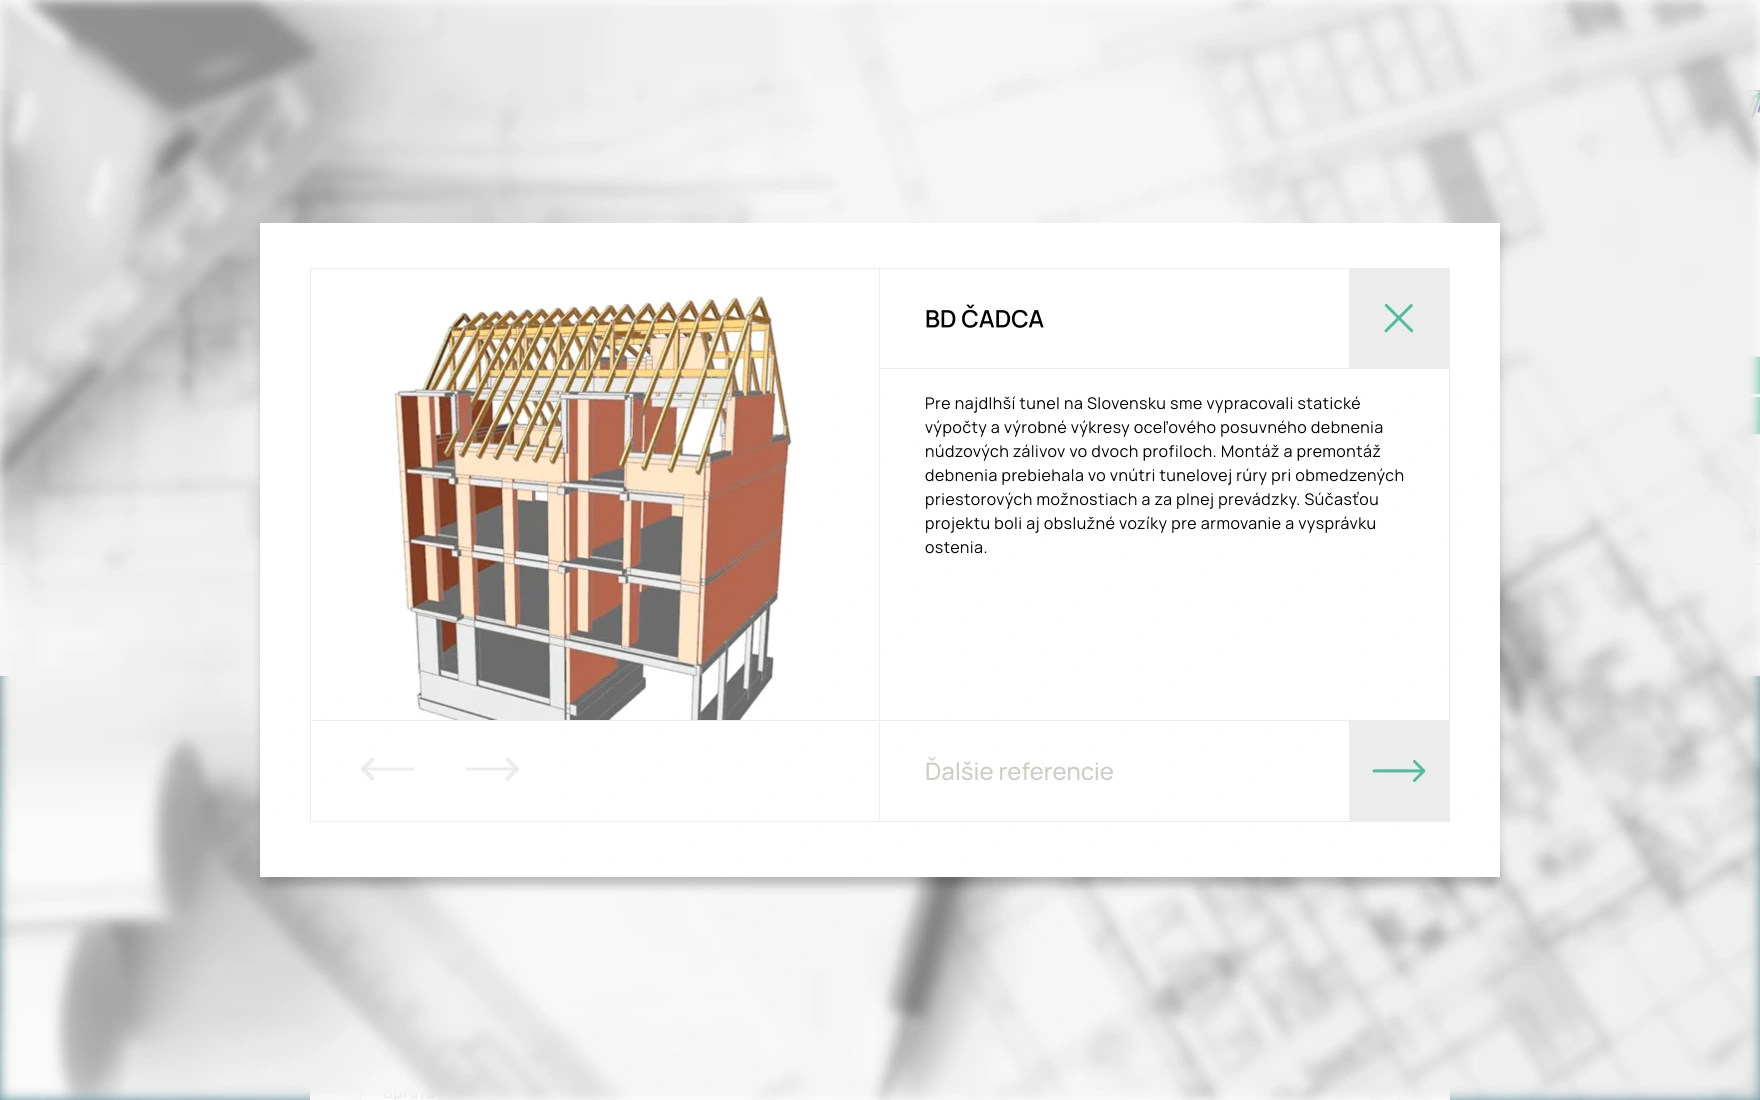 BD ČADCA
Pre najdlhší tunel na Slovensku sme vypracovali statické
výpočty a výrobné výkresy oceľového posuvného debnenia
núdzových zálivov vo dvoch profiloch. Montáž a premontáž
debnenia prebiehala vo vnútri tunelovej rúry pri obmedzených
priestorových možnostiach a za plnej prevádzky. Súčasťou
projektu boli aj obslužné vozíky pre armovanie a vysprávku
ostenia.
Ďalšie referencie